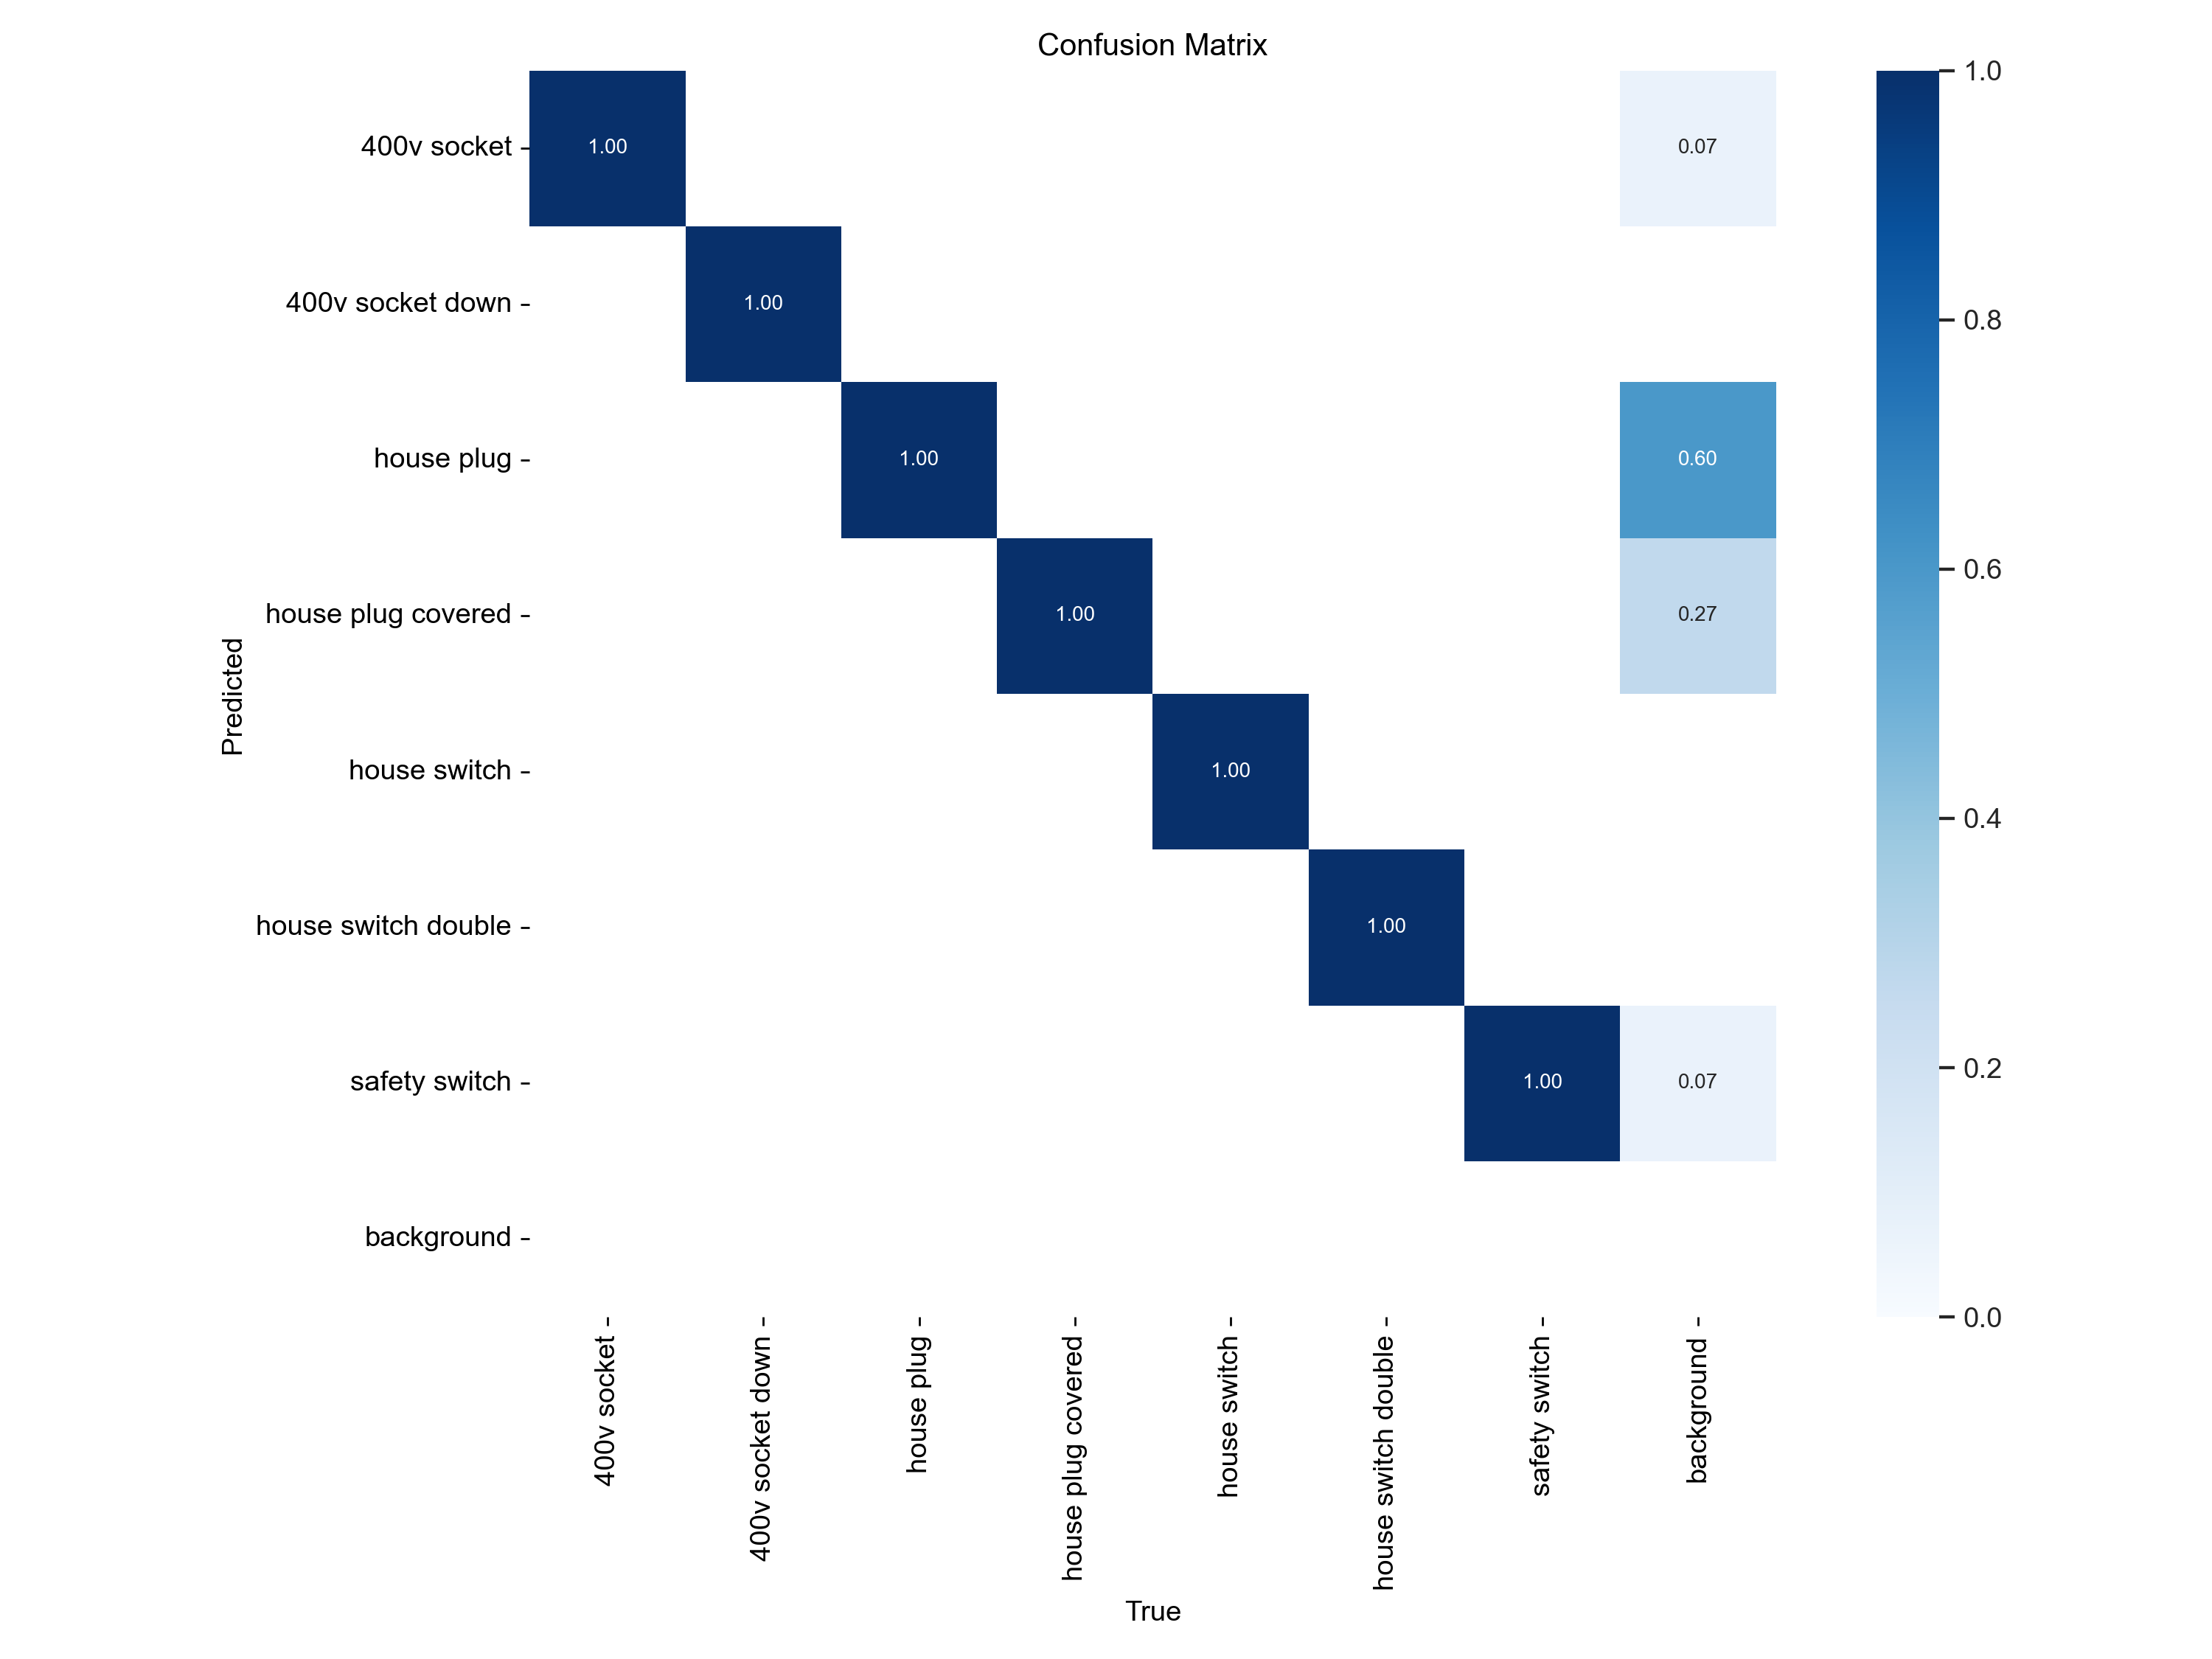 Confusion Matrix
400v socket
400v socket down
house plug
house plug covered
house switch
house switch double
safety switch
background
Predicted
1.00
0.07
1.00
1.00
0.60
1.00
0.27
1.00
1.00
1.00
0.07
400v socket
400v socket down
house plug
house plug covered
house switch
house switch double
safety switch
background
True
1.0
0.8
0.6
0.4
0.2
0.0